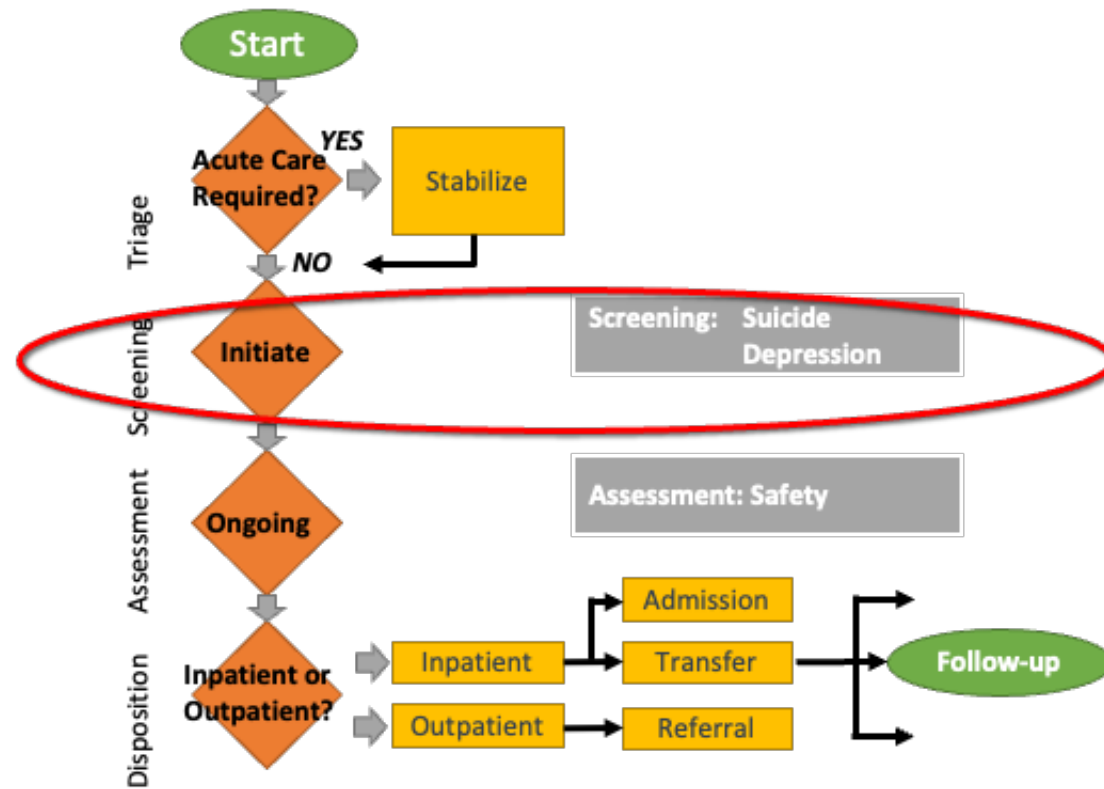 Start
YES
Acute Care
Required?
Stabilize
Triage
NO
Screening
Initiate
Screening: Suicide
Depression
Assessment
Ongoing
Assessment: Safety
Disposition
Inpatient or
Outpatient?
Inpatient
Outpatient
Admission
Transfer
Referral
Follow-up